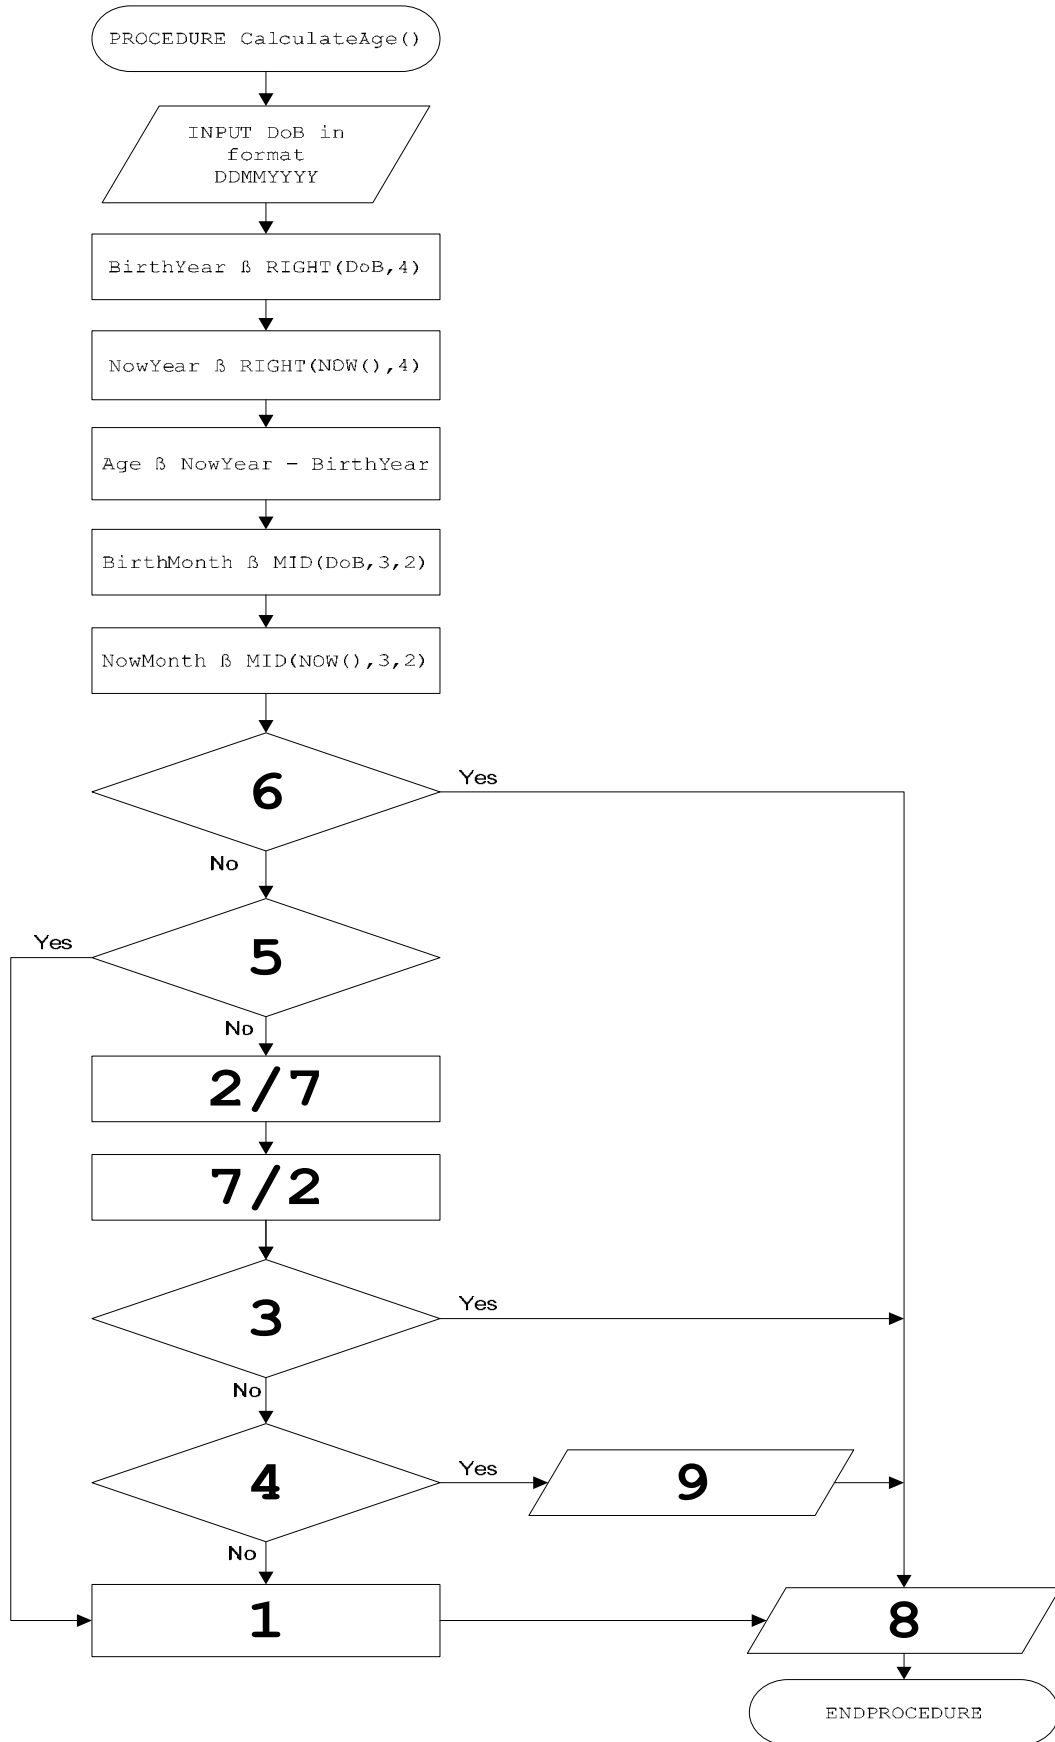 PROCEDURE CalculateAge()
INPUT DoB in
format
DDMMYYYY
BirthYear ß RIGHT(DoB,4)
NowYear ß RIGHT(NOW(),4)
Age ß NowYear - BirthYear
BirthMonth ß MID(DoB,3,2)
NowMonth ß MID(NOW(),3,2)
6
Yes
No
5
Yes
No
2/7
7/2
3
Yes
No
4
Yes
9
No
1
8
ENDPROCEDURE